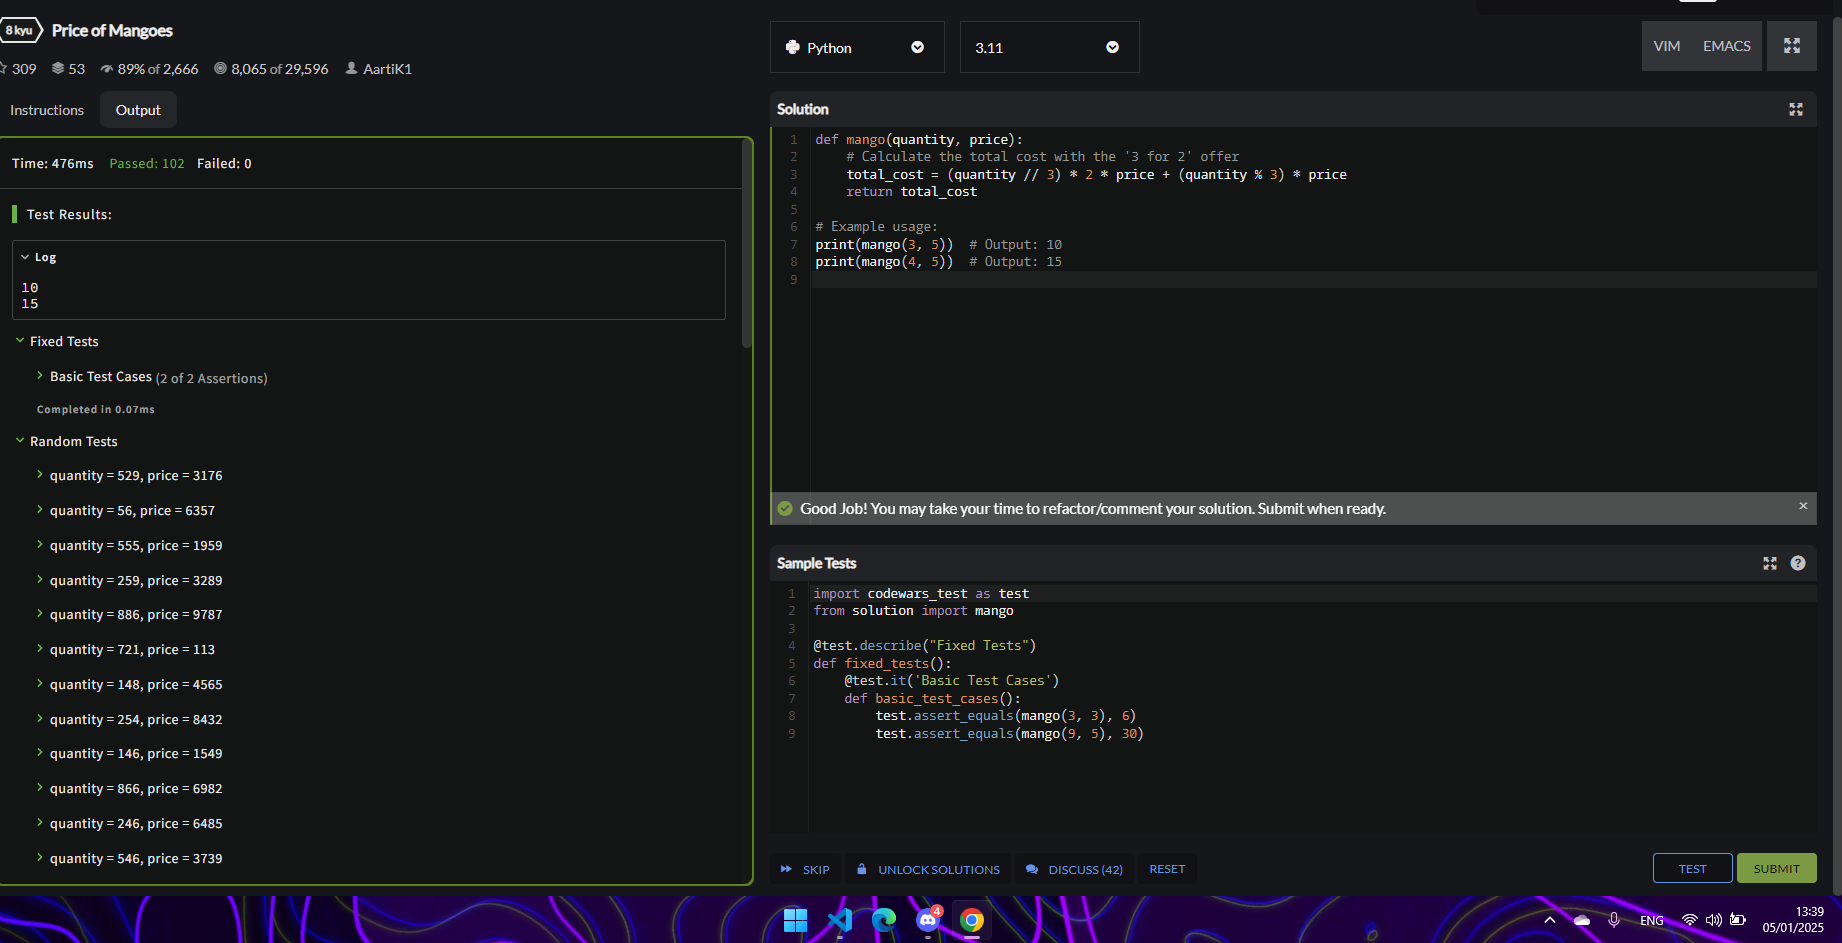 8 kyu Price of Mangoes
309 53 89% of 2,666 8,065 of 29,596 AartiK1
Instructions Output
Time: 476ms Passed: 102 Failed: 0
Test Results:
Log
10
15
Fixed Tests
Basic Test Cases (2 of 2 Assertions)
Completed in 0.07ms
Random Tests
quantity = 529, price = 3176
quantity = 56, price = 6357
quantity = 555, price = 1959
quantity = 259, price = 3289
quantity = 886, price = 9787
quantity = 721, price = 113
quantity = 148, price = 4565
quantity = 254, price = 8432
quantity = 146, price = 1549
quantity = 866, price = 6982
quantity = 246, price = 6485
quantity = 546, price = 3739
Python 3.11 VIM EMACS
Solution
1 def mango(quantity, price):
2 # Calculate the total cost with the '3 for 2' offer
3 total_cost = (quantity // 3) * 2 * price + (quantity % 3) * price
4 return total_cost
5
6 # Example usage:
7 print(mango(3, 5)) # Output: 10
8 print(mango(4, 5)) # Output: 15
9
Good Job! You may take your time to refactor/comment your solution. Submit when ready. ×
Sample Tests ?
1 import codewars_test as test
2 from solution import mango
3
4 @test.describe("Fixed Tests")
5 def fixed_tests():
6 @test.it('Basic Test Cases')
7 def basic_test_cases():
8 test.assert_equals(mango(3, 3), 6)
9 test.assert_equals(mango(9, 5), 30)
SKIP UNLOCK SOLUTIONS DISCUSS (42) RESET TEST SUBMIT
4 ENG 13:39
05/01/2025